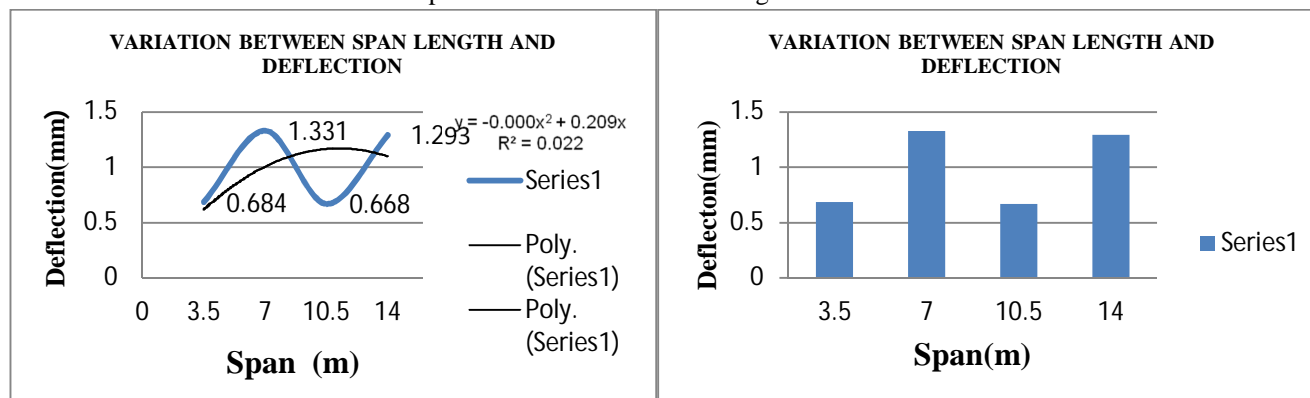 VARIATION BETWEEN SPAN LENGTH AND
DEFLECTION
Deflection(mm)
1.5
1
0.5
0
1.331
1.293
0.684
0.668
y = -0.000x² + 0.209x
R² = 0.022
Series1
Poly.
(Series1)
Poly.
(Series1)
0 3.5 7 10.5 14
Span (m)
VARIATION BETWEEN SPAN LENGTH AND
DEFLECTION
Deflecton(mm)
1.5
1
0.5
0
3.5 7 10.5 14
Span(m)
Series1